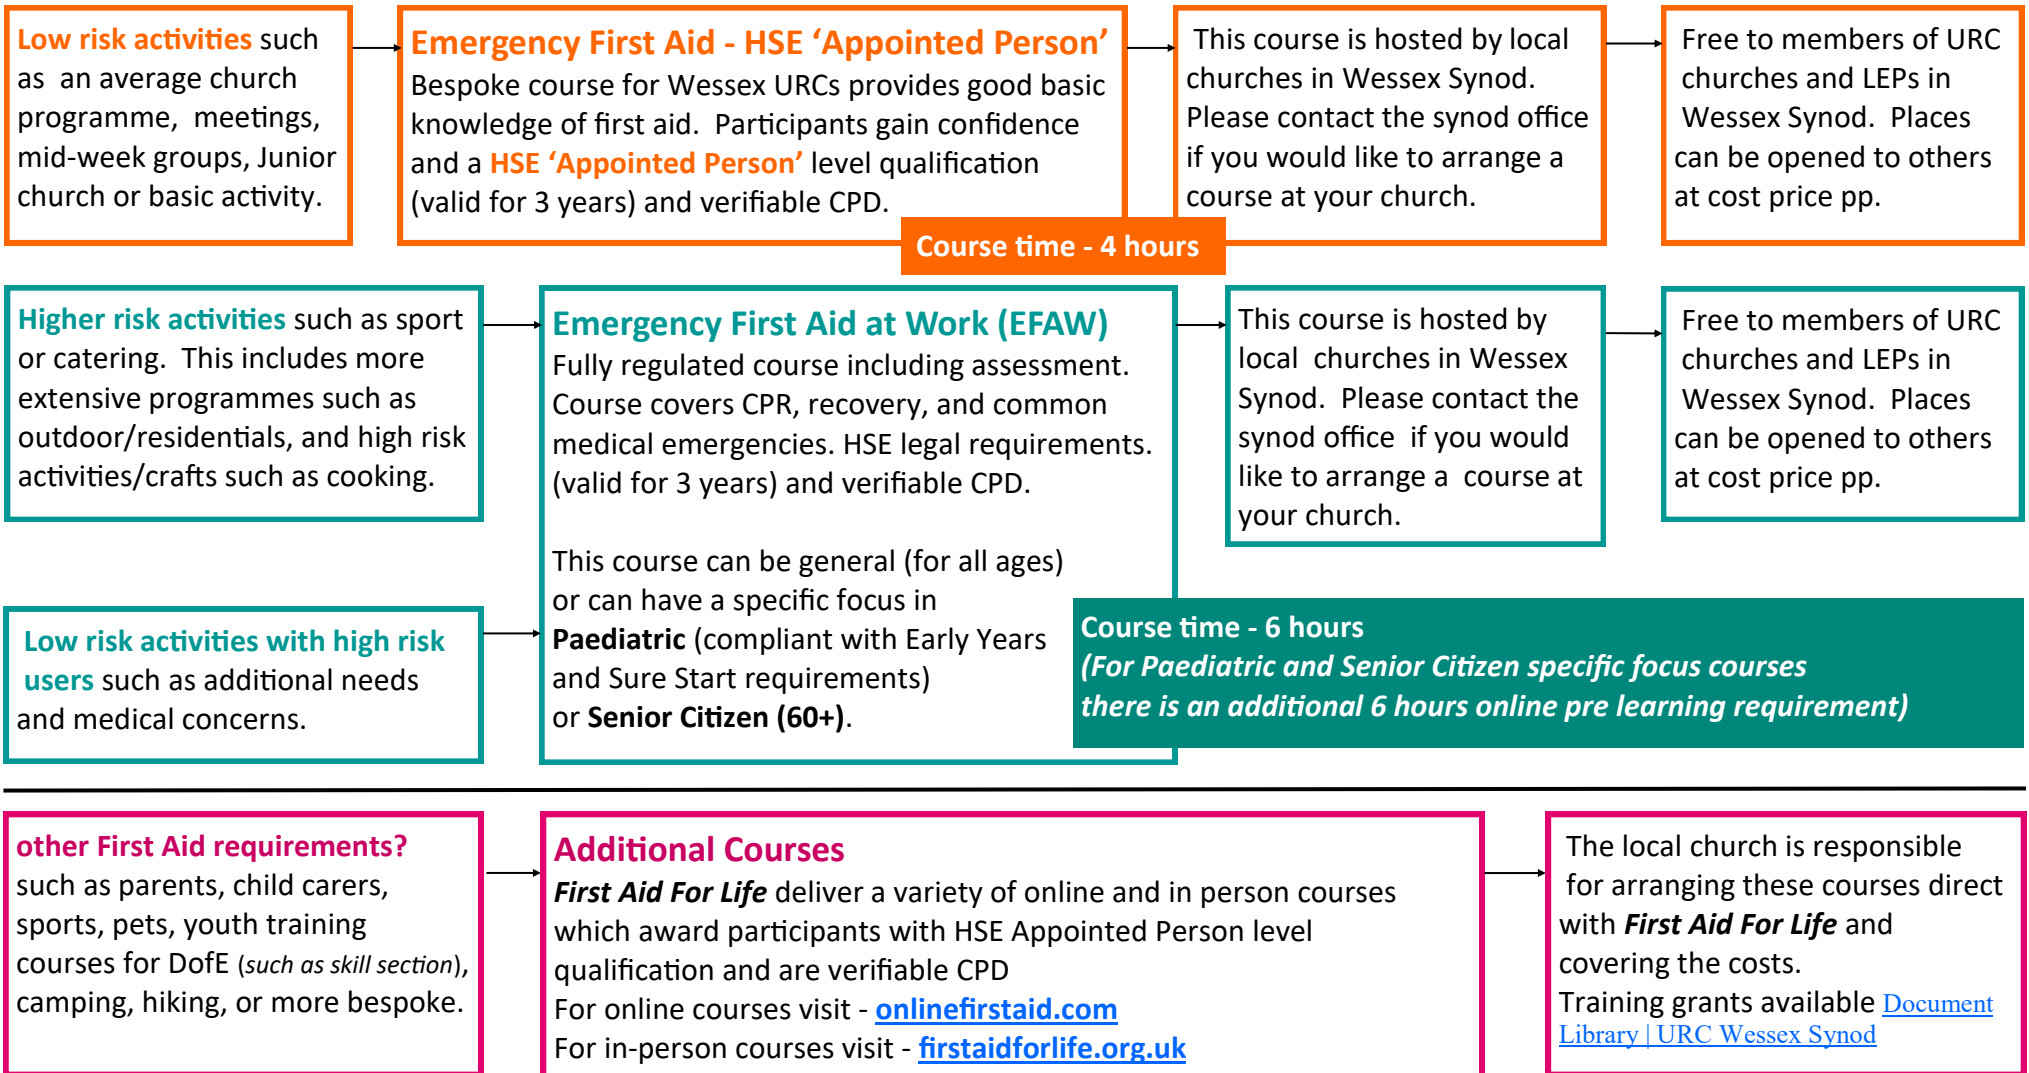 Low risk activities such
as an average church
programme, meetings,
mid-week groups, Junior
church or basic activity.
Emergency First Aid - HSE ‘Appointed Person’
Bespoke course for Wessex URCs provides good basic
knowledge of first aid. Participants gain confidence
and a HSE ‘Appointed Person’ level qualification
(valid for 3 years) and verifiable CPD.
Course time - 4 hours
This course is hosted by local
churches in Wessex Synod.
Please contact the synod office
if you would like to arrange a
course at your church.
Free to members of URC
churches and LEPs in
Wessex Synod. Places
can be opened to others
at cost price pp.
Higher risk activities such as sport
or catering. This includes more
extensive programmes such as
outdoor/residentials, and high risk
activities/crafts such as cooking.
Low risk activities with high risk
users such as additional needs
and medical concerns.
Emergency First Aid at Work (EFAW)
Fully regulated course including assessment.
Course covers CPR, recovery, and common
medical emergencies. HSE legal requirements.
(valid for 3 years) and verifiable CPD.
This course can be general (for all ages)
or can have a specific focus in
Paediatric (compliant with Early Years
and Sure Start requirements)
or Senior Citizen (60+).
This course is hosted by
local churches in Wessex
Synod. Please contact the
synod office if you would
like to arrange a course at
your church.
Free to members of URC
churches and LEPs in
Wessex Synod. Places
can be opened to others
at cost price pp.
Course time - 6 hours
(For Paediatric and Senior Citizen specific focus courses
there is an additional 6 hours online pre learning requirement)
other First Aid requirements?
such as parents, child carers,
sports, pets, youth training
courses for DofE (such as skill section),
camping, hiking, or more bespoke.
Additional Courses
First Aid For Life deliver a variety of online and in person courses
which award participants with HSE Appointed Person level
qualification and are verifiable CPD
For online courses visit - onlinefirstaid.com
For in-person courses visit - firstaidforlife.org.uk
The local church is responsible
for arranging these courses direct
with First Aid For Life and
covering the costs.
Training grants available Document
Library | URC Wessex Synod